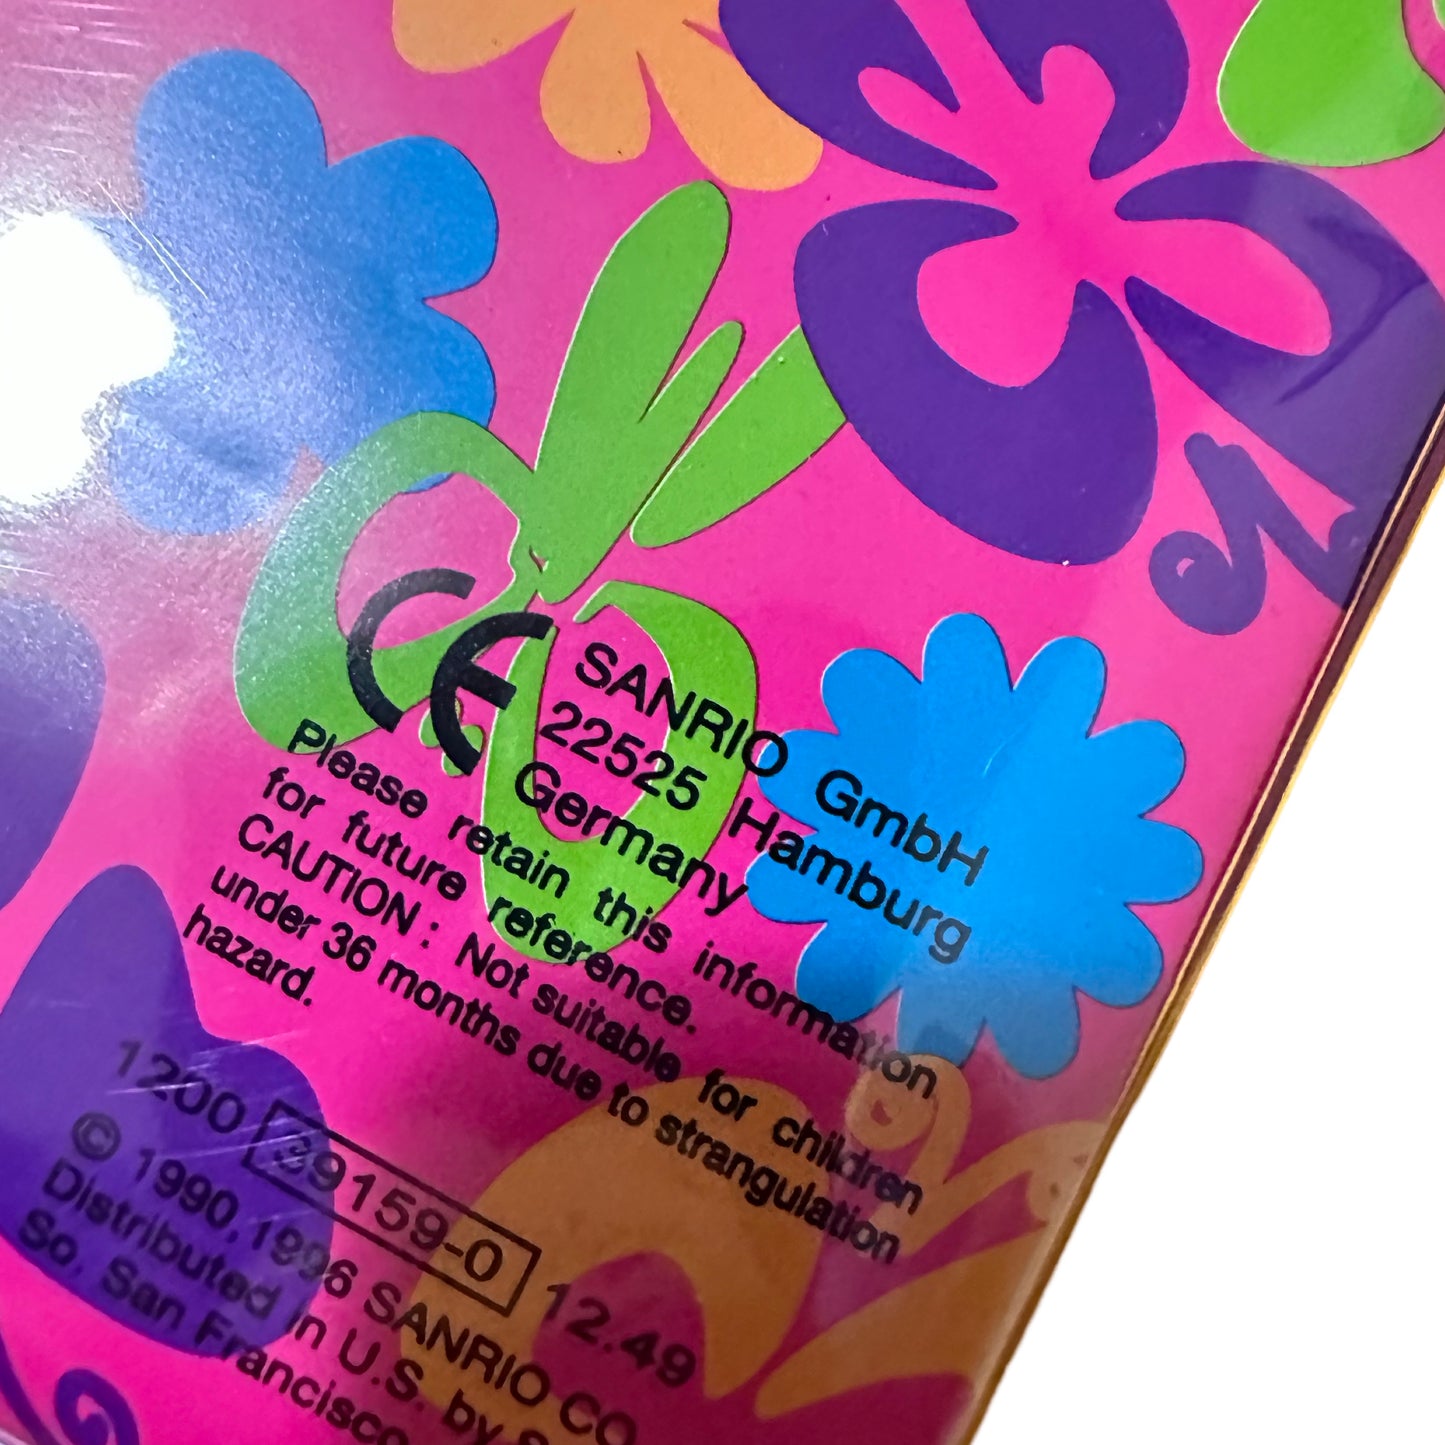 CE SANRIO GmbH
22525 Hamburg
Germany
Please retain this information
for future reference.
CAUTION : Not suitable for children
under 36 months due to strangulation
hazard.
1200 39159-0 12.49
© 1990, 1996 SANRIO CO
Distributed in U.S. by
So. San Francisco